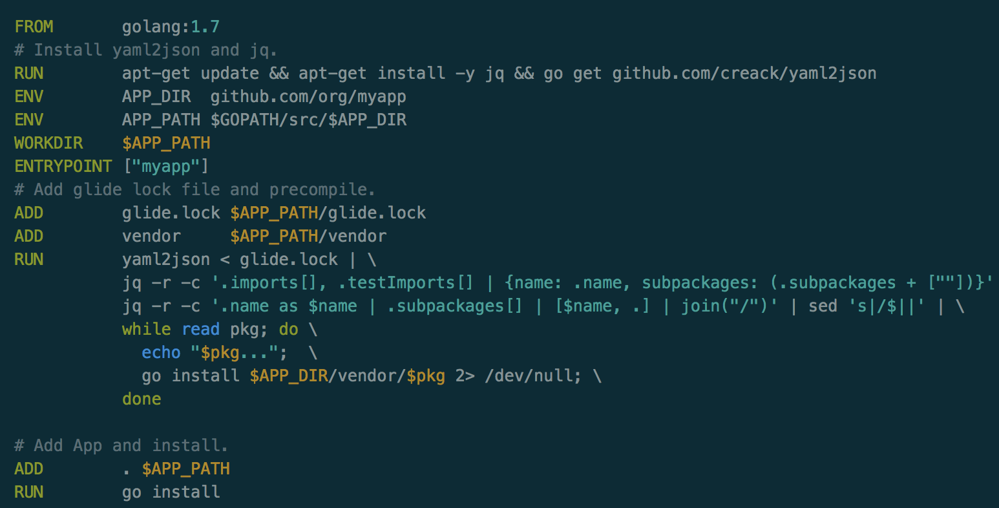 FROM       golang:1.7
# Install yaml2json and jq.
RUN        apt-get update && apt-get install -y jq && go get github.com/creack/yaml2json
ENV        APP_DIR  github.com/org/myapp
ENV        APP_PATH $GOPATH/src/$APP_DIR
WORKDIR    $APP_PATH
ENTRYPOINT ["myapp"]
# Add glide lock file and precompile.
ADD        glide.lock $APP_PATH/glide.lock
ADD        vendor     $APP_PATH/vendor
RUN        yaml2json < glide.lock | \
           jq -r -c '.imports[], .testImports[] | {name: .name, subpackages: (.subpackages + [""])}'
           jq -r -c '.name as $name | .subpackages[] | [$name, .] | join("/")' | sed 's|/$||' | \
           while read pkg; do \
             echo "$pkg...";  \
             go install $APP_DIR/vendor/$pkg 2> /dev/null; \
           done
# Add App and install.
ADD        . $APP_PATH
RUN        go install